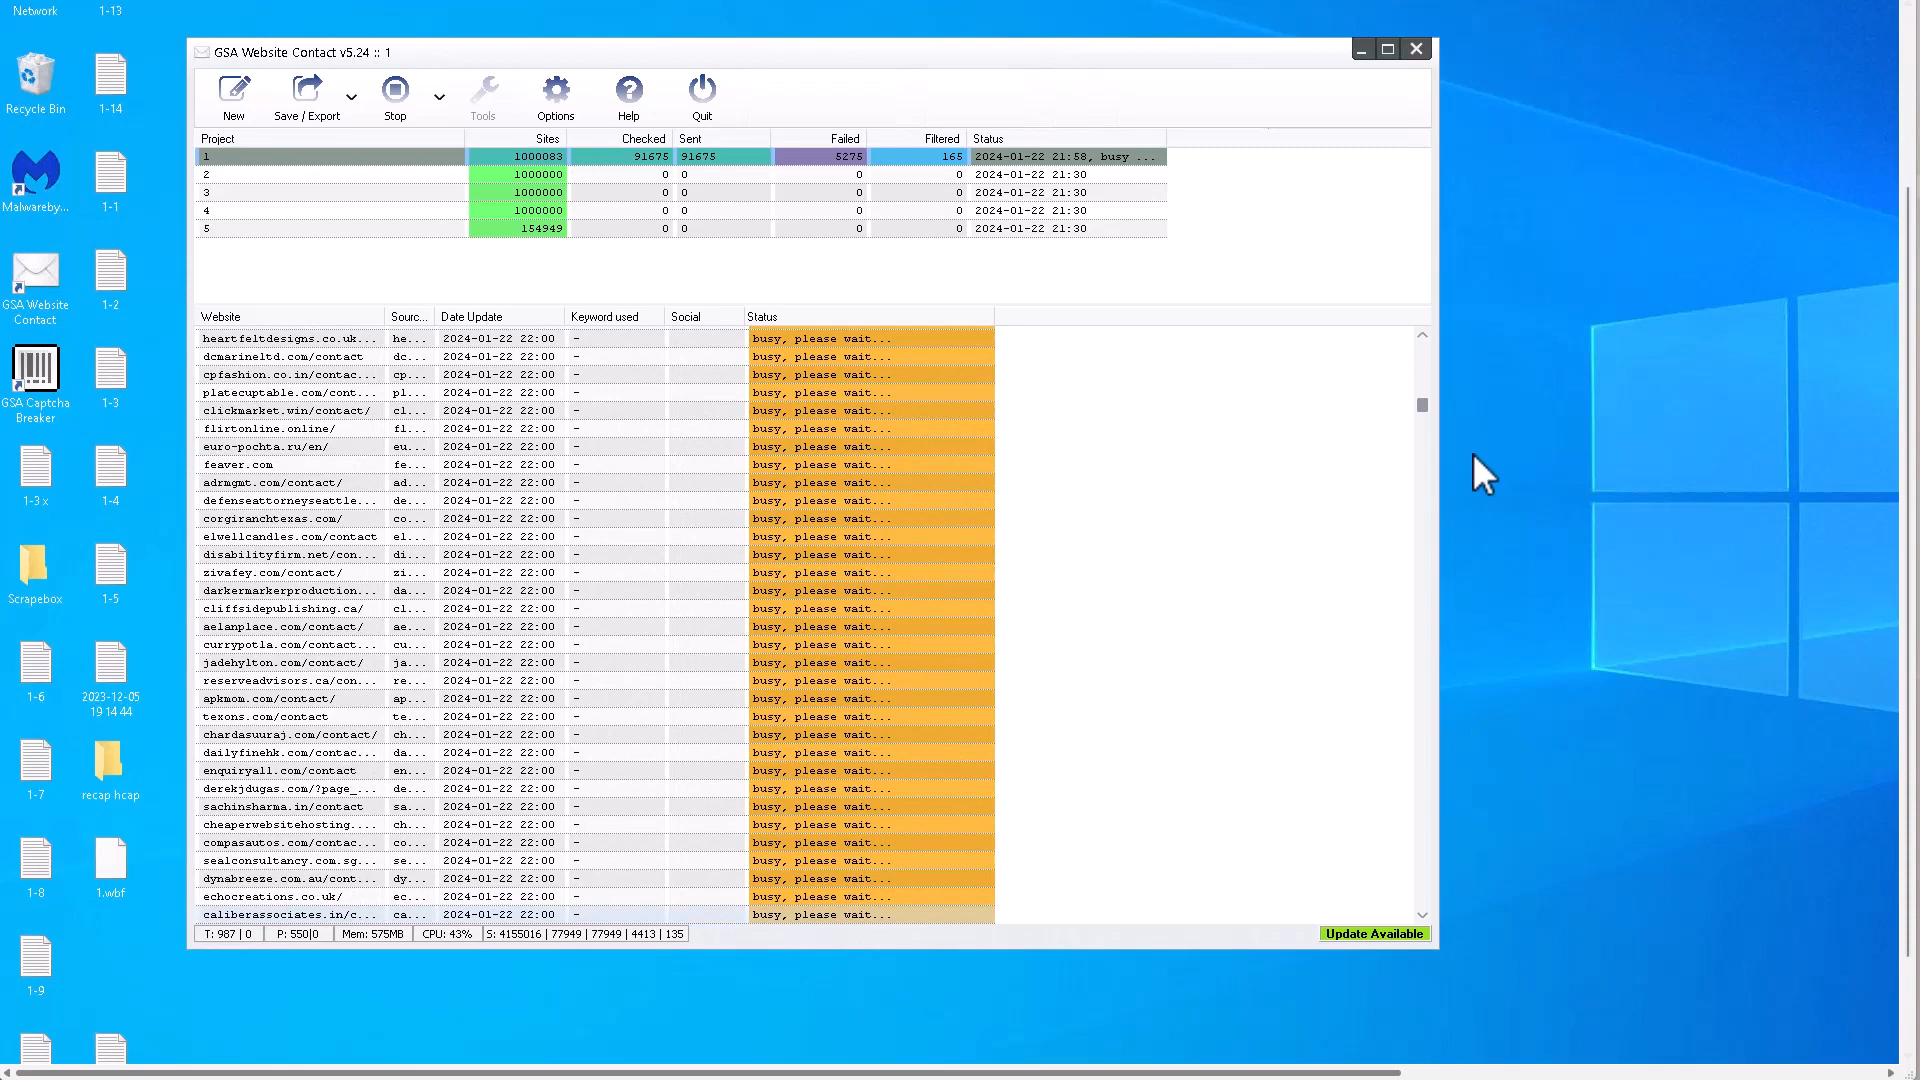 Network
1-13
Recycle Bin
1-14
Malwareby...
1-1
GSA Website
Contact
1-2
GSA Captcha
Breaker
1-3
1-3 x
1-4
Scrapebox
1-5
1-6
2023-12-05
19 14 44
1-7
recap hcap
1-8
1.wbf
1-9
GSA Website Contact v5.24 :: 1
New
Save / Export
Stop
Tools
Options
Help
Quit
Project Sites Checked Sent Failed Filtered Status
1 1000083 91675 91675 5275 165 2024-01-22 21:58, busy ...
2 1000000 0 0 0 0 2024-01-22 21:30
3 1000000 0 0 0 0 2024-01-22 21:30
4 1000000 0 0 0 0 2024-01-22 21:30
5 154949 0 0 0 0 2024-01-22 21:30
Website Sourc... Date Update Keyword used Social Status
heartfeltdesigns.co.uk... he... 2024-01-22 22:00 - busy, please wait...
dcmarineltd.com/contact dc... 2024-01-22 22:00 - busy, please wait...
cpfashion.co.in/contac... cp... 2024-01-22 22:00 - busy, please wait...
platecuptable.com/cont... pl... 2024-01-22 22:00 - busy, please wait...
clickmarket.win/contact/ cl... 2024-01-22 22:00 - busy, please wait...
flirtonline.online/ fl... 2024-01-22 22:00 - busy, please wait...
euro-pochta.ru/en/ eu... 2024-01-22 22:00 - busy, please wait...
feaver.com fe... 2024-01-22 22:00 - busy, please wait...
adrmgmt.com/contact/ ad... 2024-01-22 22:00 - busy, please wait...
defenseattorneyseattle... de... 2024-01-22 22:00 - busy, please wait...
corgiranchtexas.com/ co... 2024-01-22 22:00 - busy, please wait...
elwellcandles.com/contact el... 2024-01-22 22:00 - busy, please wait...
disabilityfirm.net/con... di... 2024-01-22 22:00 - busy, please wait...
zivafey.com/contact/ zi... 2024-01-22 22:00 - busy, please wait...
darkermarkerproduction... da... 2024-01-22 22:00 - busy, please wait...
cliffsidepublishing.ca/ cl... 2024-01-22 22:00 - busy, please wait...
aelanplace.com/contact/ ae... 2024-01-22 22:00 - busy, please wait...
currypotla.com/contact... cu... 2024-01-22 22:00 - busy, please wait...
jadehylton.com/contact/ ja... 2024-01-22 22:00 - busy, please wait...
reserveadvisors.ca/con... re... 2024-01-22 22:00 - busy, please wait...
apkmom.com/contact/ ap... 2024-01-22 22:00 - busy, please wait...
texons.com/contact te... 2024-01-22 22:00 - busy, please wait...
chardasuuraj.com/contact/ ch... 2024-01-22 22:00 - busy, please wait...
dailyfinehk.com/contac... da... 2024-01-22 22:00 - busy, please wait...
enquiryall.com/contact en... 2024-01-22 22:00 - busy, please wait...
derekjdugas.com/?page_... de... 2024-01-22 22:00 - busy, please wait...
sachinsharma.in/contact sa... 2024-01-22 22:00 - busy, please wait...
cheaperwebsitehosting.... ch... 2024-01-22 22:00 - busy, please wait...
compasautos.com/contac... co... 2024-01-22 22:00 - busy, please wait...
sealconsultancy.com.sg... se... 2024-01-22 22:00 - busy, please wait...
dynabreeze.com.au/cont... dy... 2024-01-22 22:00 - busy, please wait...
echocreations.co.uk/ ec... 2024-01-22 22:00 - busy, please wait...
caliberassociates.in/c... ca... 2024-01-22 22:00 - busy, please wait...
T: 987 | 0 P: 550|0 Mem: 575MB CPU: 43% S: 4155016 | 77949 | 77949 | 4413 | 135
Update Available